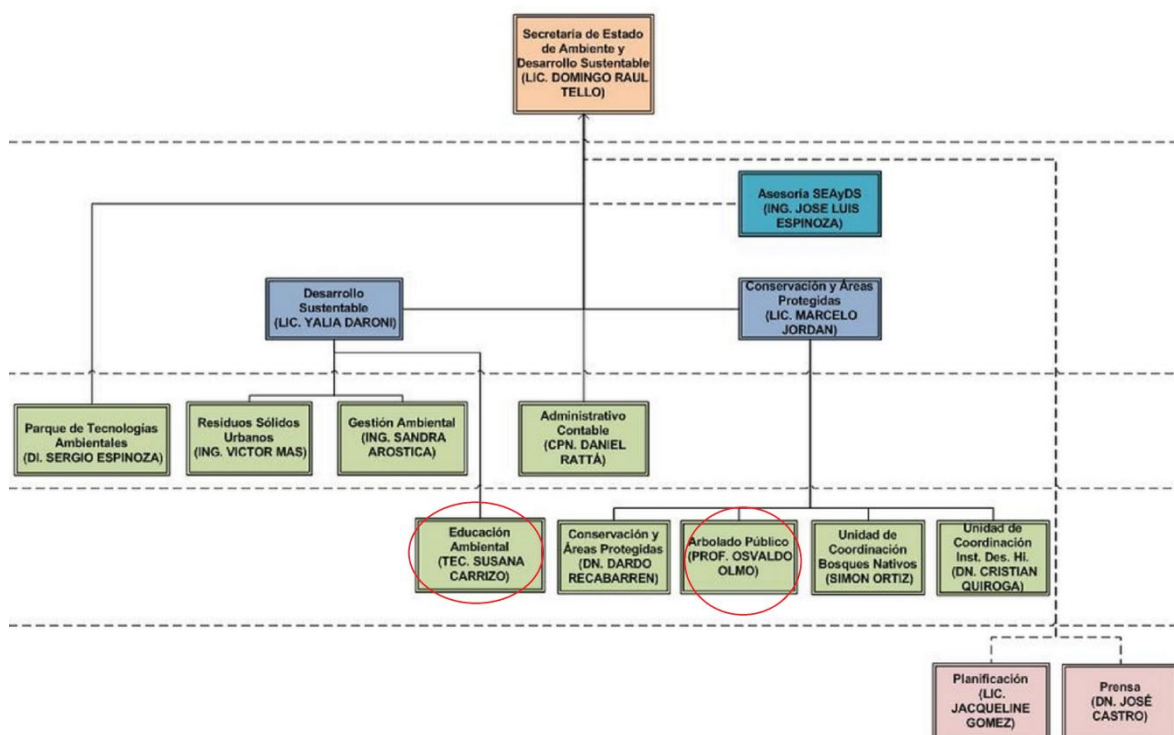 Secretaría de Estado
de Ambiente y
Desarrollo Sustentable
(LIC. DOMINGO RAUL
TELLO)
Asesoría SEAyDS
(ING. JOSE LUIS
ESPINOZA)
Desarrollo
Sustentable
(LIC. YALIA DARONI)
Conservación y Áreas
Protegidas
(LIC. MARCELO
JORDAN)
Parque de Tecnologías
Ambientales
(DI. SERGIO ESPINOZA)
Residuos Sólidos
Urbanos
(ING. VICTOR MAS)
Gestión Ambiental
(ING. SANDRA
AROSTICA)
Administrativo
Contable
(CPN. DANIEL
RATTÁ)
Educación
Ambiental
(TEC. SUSANA
CARRIZO)
Conservación y
Áreas Protegidas
(DN. DARDO
RECABARREN)
Arbolado Público
(PROF. OSVALDO
OLMO)
Unidad de
Coordinación
Bosques Nativos
(SIMON ORTIZ)
Unidad de
Coordinación
Inst. Des. Hi.
(DN. CRISTIAN
QUIROGA)
Planificación
(LIC.
JACQUELINE
GOMEZ)
Prensa
(DN. JOSÉ
CASTRO)